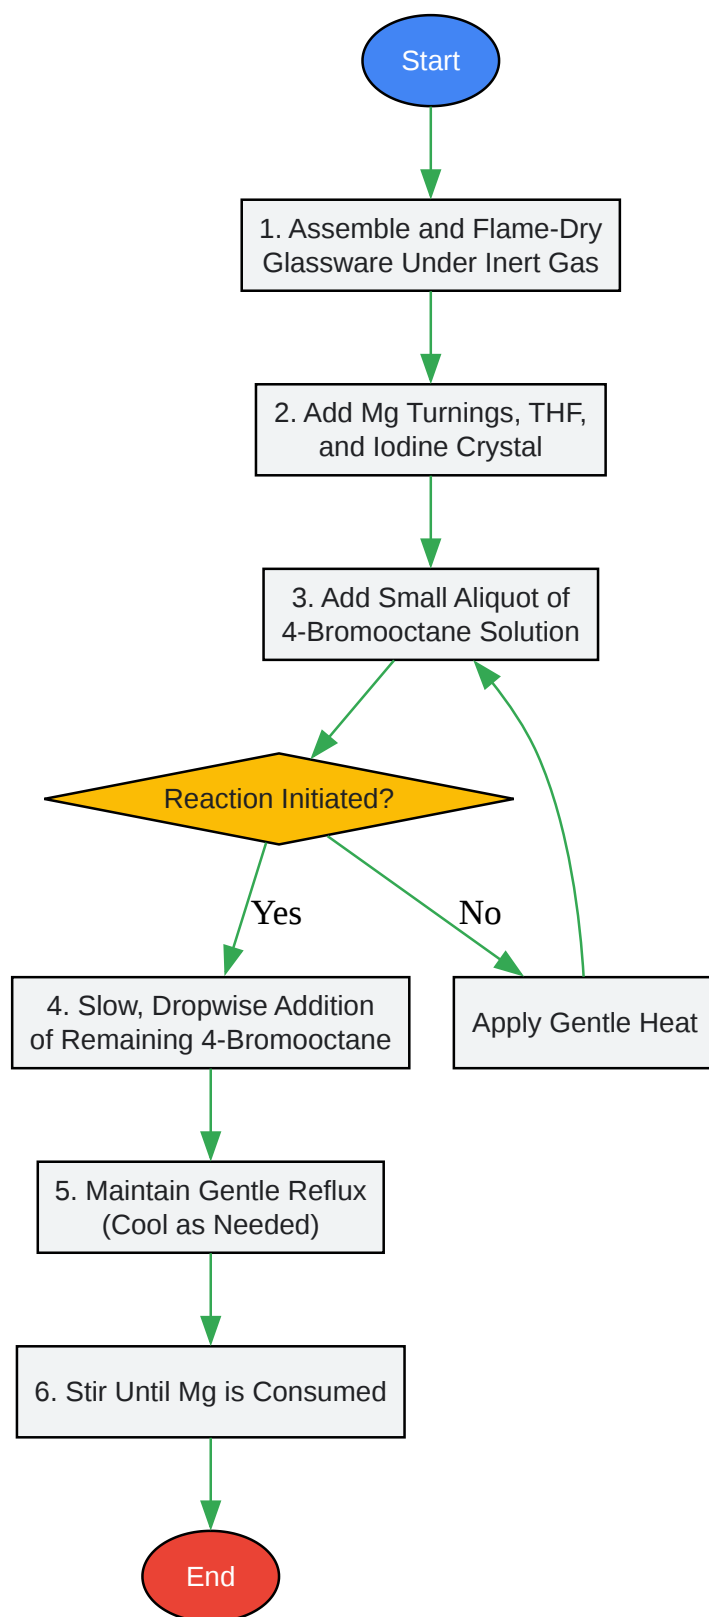 Start
1. Assemble and Flame-Dry
Glassware Under Inert Gas
2. Add Mg Turnings, THF,
and Iodine Crystal
3. Add Small Aliquot of
4-Bromooctane Solution
Reaction Initiated?
Yes
No
4. Slow, Dropwise Addition
of Remaining 4-Bromooctane
Apply Gentle Heat
5. Maintain Gentle Reflux
(Cool as Needed)
6. Stir Until Mg is Consumed
End